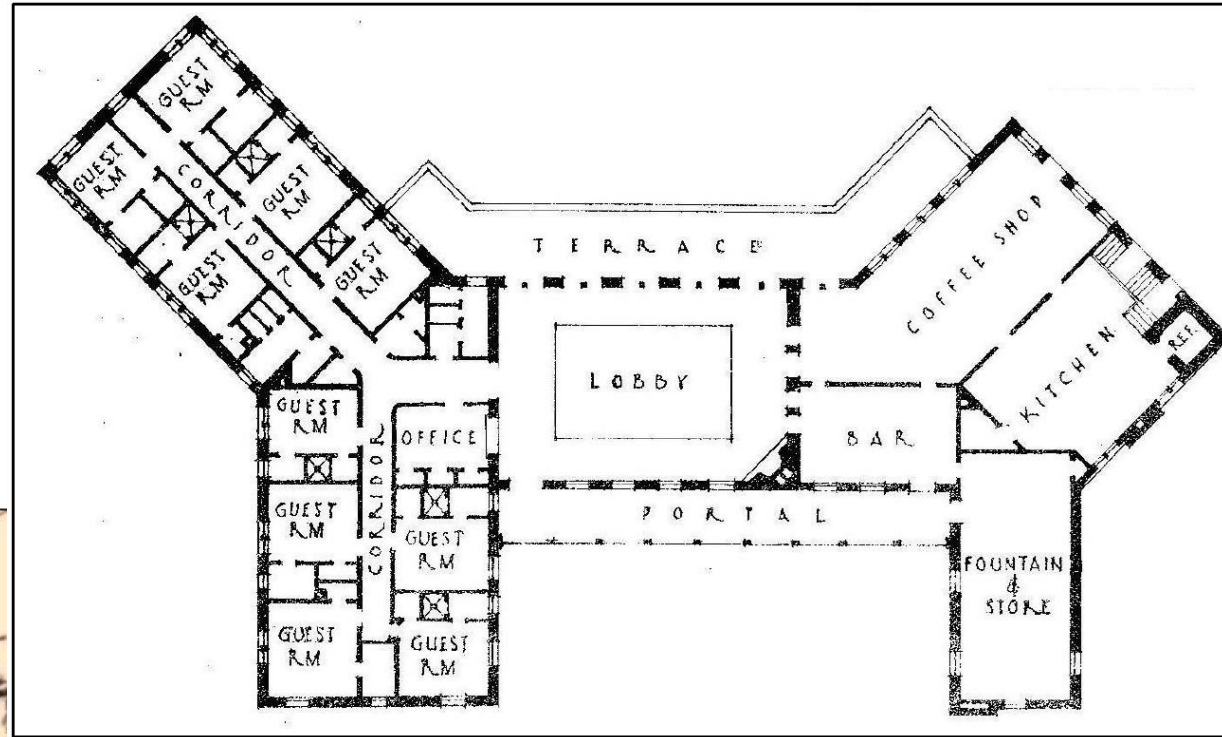 GUEST
RM
GUEST
RM
CORRIDOR
GUEST
RM
GUEST
RM
GUEST
RM
TERRACE
COFFEE SHOP
KITCHEN
REF.
LOBBY
BAR
GUEST
RM
CORRIDOR
OFFICE
GUEST
RM
GUEST
RM
GUEST
RM
GUEST
RM
PORTAL
FOUNTAIN
&
STORE